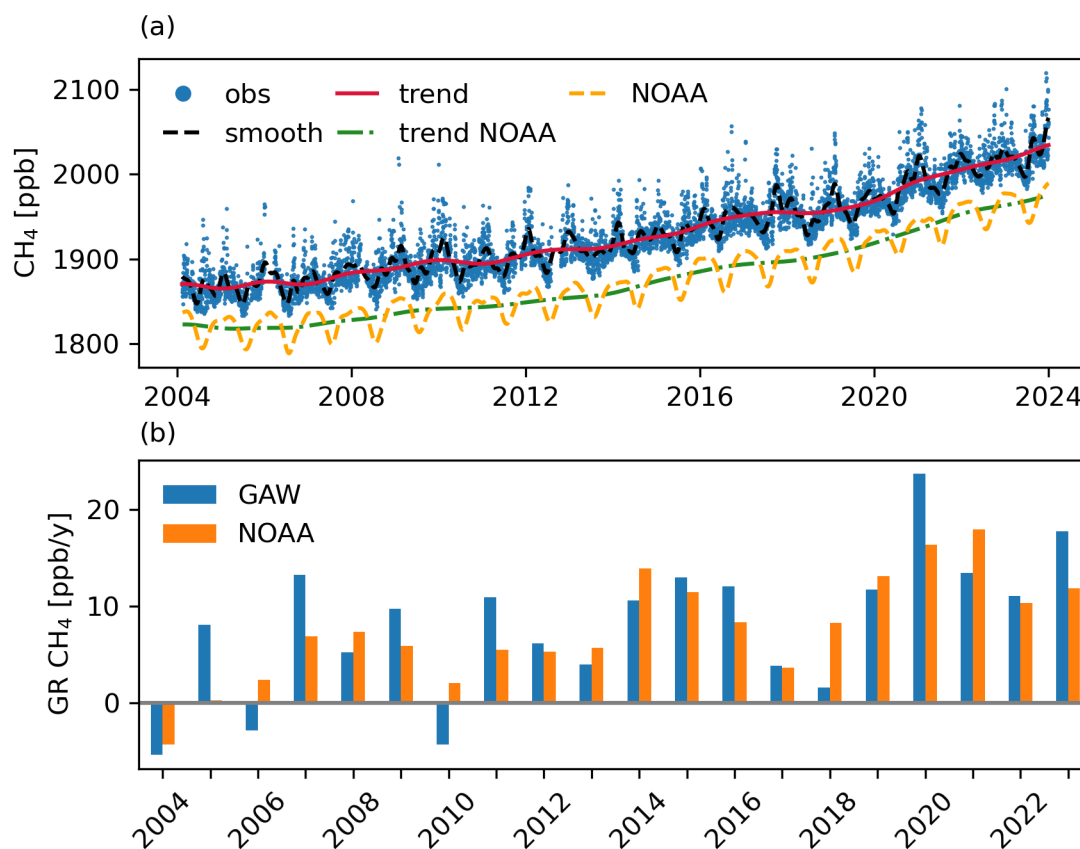 (a)
obs
trend
NOAA
smooth
trend NOAA
CH₄ [ppb]
2100
2000
1900
1800
2004
2008
2012
2016
2020
2024
(b)
GAW
NOAA
GR CH₄ [ppb/y]
20
10
0
2004
2006
2008
2010
2012
2014
2016
2018
2020
2022